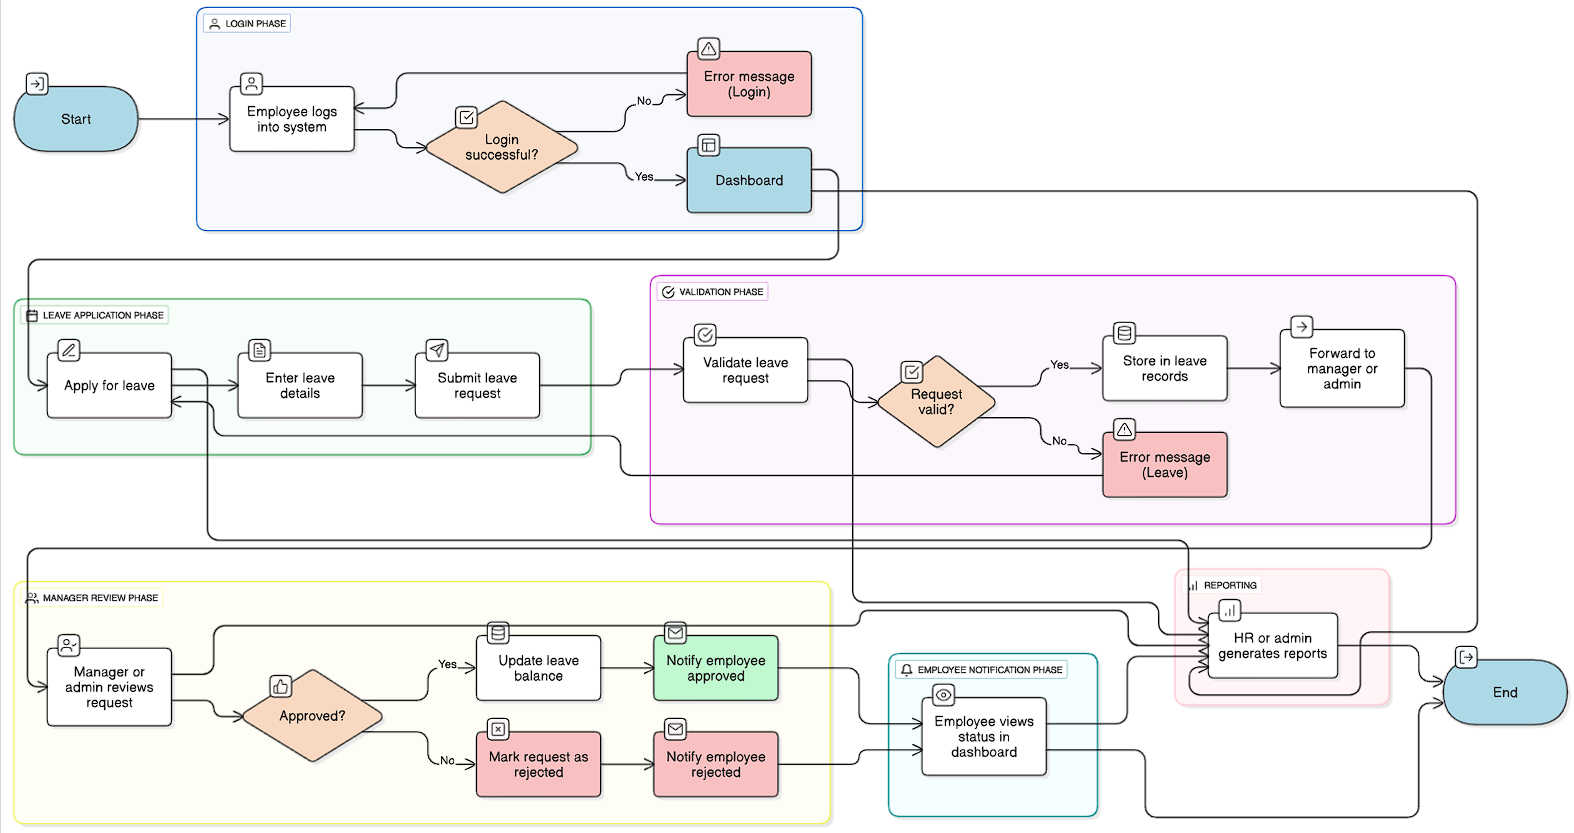 LOGIN PHASE
Start
Employee logs
into system
Login
successful?
No
Yes
Error message
(Login)
Dashboard
LEAVE APPLICATION PHASE
Apply for leave
Enter leave
details
Submit leave
request
VALIDATION PHASE
Validate leave
request
Request
valid?
Yes
No
Store in leave
records
Forward to
manager or
admin
Error message
(Leave)
MANAGER REVIEW PHASE
Manager or
admin reviews
request
Approved?
Yes
No
Update leave
balance
Notify employee
approved
Mark request as
rejected
Notify employee
rejected
EMPLOYEE NOTIFICATION PHASE
Employee views
status in
dashboard
REPORTING
HR or admin
generates reports
End